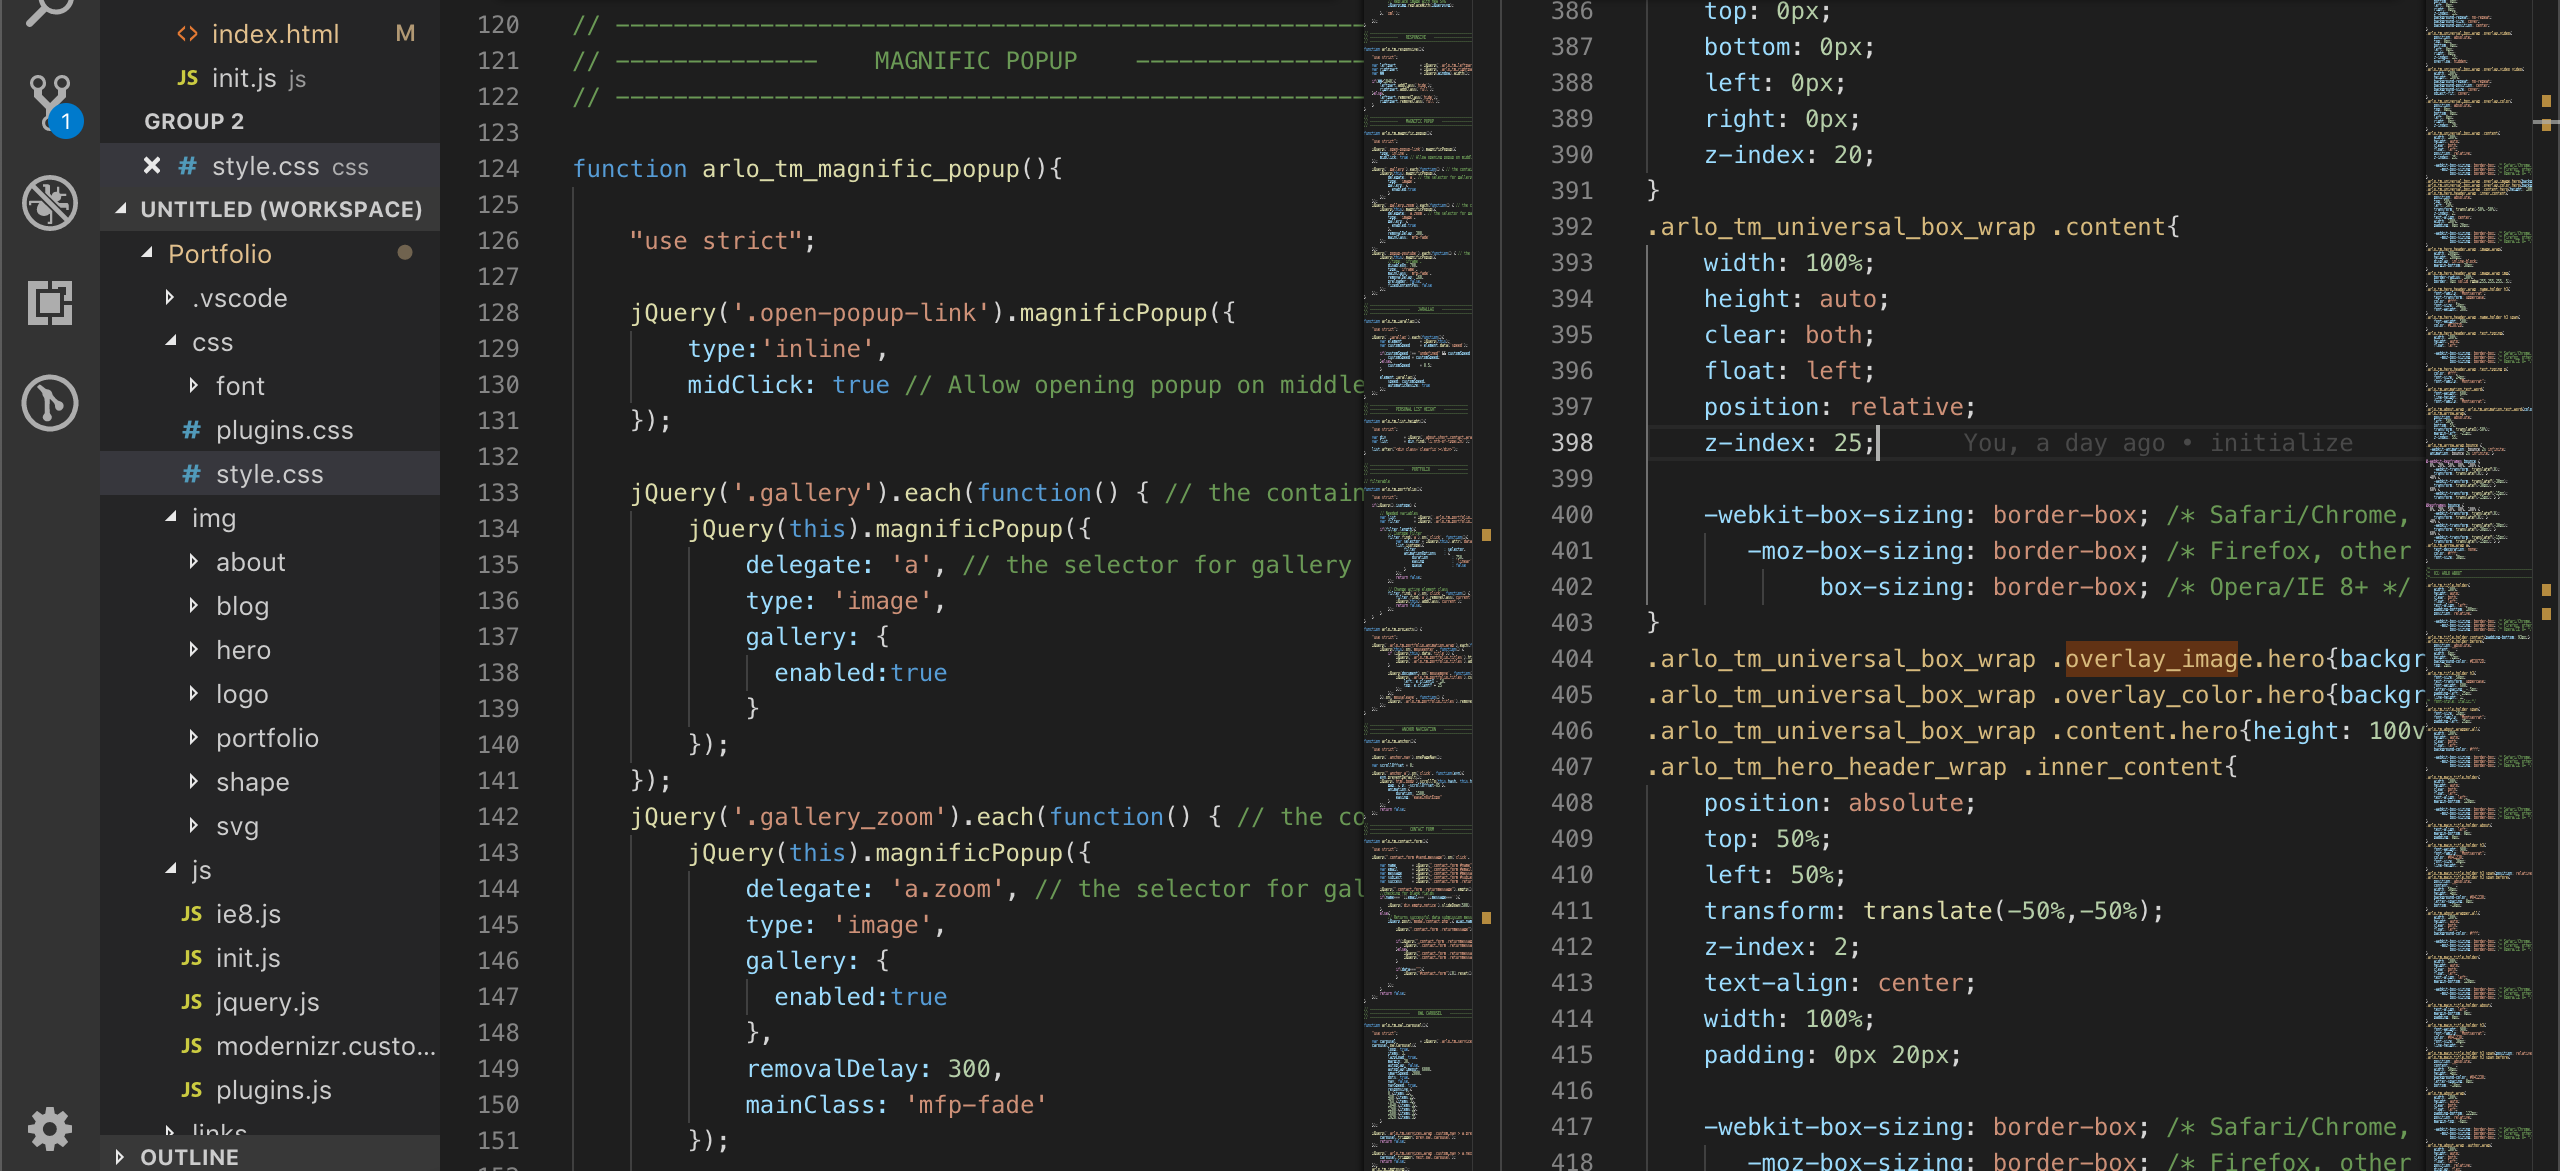 index.html M
JS init.js js
GROUP 2
# style.css css
UNTITLED (WORKSPACE)
Portfolio
.vscode
css
font
# plugins.css
# style.css
img
about
blog
hero
logo
portfolio
shape
svg
js
JS ie8.js
JS init.js
JS jquery.js
JS modernizr.custo...
JS plugins.js
links
OUTLINE
1
120 // ----------------------------------------------------
121 // -------------- MAGNIFIC POPUP ----------------
122 // ----------------------------------------------------
123
124 function arlo_tm_magnific_popup(){
125
126 "use strict";
127
128 jQuery('.open-popup-link').magnificPopup({
129 type:'inline',
130 midClick: true // Allow opening popup on middle
131 });
132
133 jQuery('.gallery').each(function() { // the contain
134 jQuery(this).magnificPopup({
135 delegate: 'a', // the selector for gallery
136 type: 'image',
137 gallery: {
138 enabled:true
139 }
140 });
141 });
142 jQuery('.gallery_zoom').each(function() { // the co
143 jQuery(this).magnificPopup({
144 delegate: 'a.zoom', // the selector for gal
145 type: 'image',
146 gallery: {
147 enabled:true
148 },
149 removalDelay: 300,
150 mainClass: 'mfp-fade'
151 });
386 top: 0px;
387 bottom: 0px;
388 left: 0px;
389 right: 0px;
390 z-index: 20;
391 }
392 .arlo_tm_universal_box_wrap .content{
393 width: 100%;
394 height: auto;
395 clear: both;
396 float: left;
397 position: relative;
398 z-index: 25; You, a day ago • initialize
399
400 -webkit-box-sizing: border-box; /* Safari/Chrome,
401 -moz-box-sizing: border-box; /* Firefox, other
402 box-sizing: border-box; /* Opera/IE 8+ */
403 }
404 .arlo_tm_universal_box_wrap .overlay_image.hero{backgr
405 .arlo_tm_universal_box_wrap .overlay_color.hero{backgr
406 .arlo_tm_universal_box_wrap .content.hero{height: 100v
407 .arlo_tm_hero_header_wrap .inner_content{
408 position: absolute;
409 top: 50%;
410 left: 50%;
411 transform: translate(-50%,-50%);
412 z-index: 2;
413 text-align: center;
414 width: 100%;
415 padding: 0px 20px;
416
417 -webkit-box-sizing: border-box; /* Safari/Chrome,
418 -moz-box-sizing: border-box; /* Firefox, other